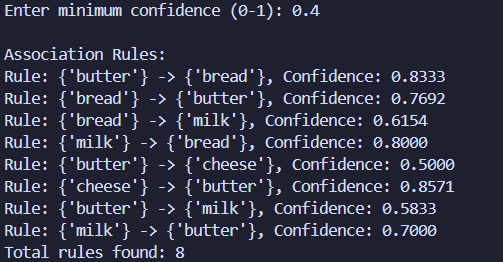 Enter minimum confidence (0-1): 0.4
Association Rules:
Rule: {'butter'} -> {'bread'}, Confidence: 0.8333
Rule: {'bread'} -> {'butter'}, Confidence: 0.7692
Rule: {'bread'} -> {'milk'}, Confidence: 0.6154
Rule: {'milk'} -> {'bread'}, Confidence: 0.8000
Rule: {'butter'} -> {'cheese'}, Confidence: 0.5000
Rule: {'cheese'} -> {'butter'}, Confidence: 0.8571
Rule: {'butter'} -> {'milk'}, Confidence: 0.5833
Rule: {'milk'} -> {'butter'}, Confidence: 0.7000
Total rules found: 8